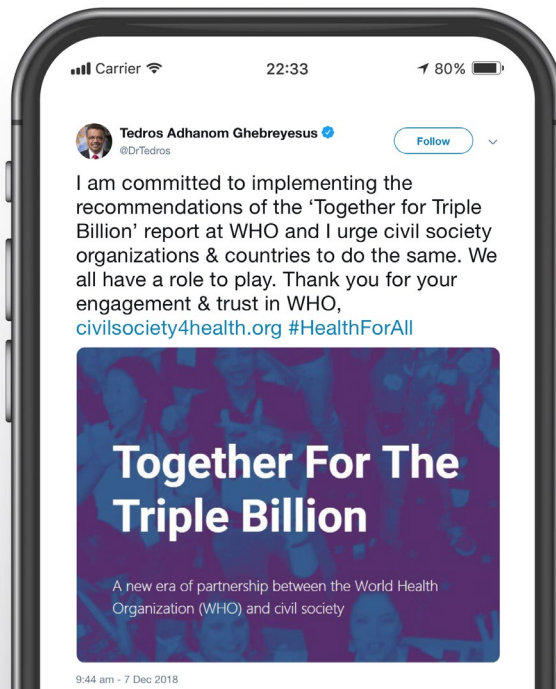 Carrier 22:33 80%
Tedros Adhanom Ghebreyesus
@DrTedros
Follow
I am committed to implementing the
recommendations of the ‘Together for Triple
Billion’ report at WHO and I urge civil society
organizations & countries to do the same. We
all have a role to play. Thank you for your
engagement & trust in WHO,
civilsociety4health.org #HealthForAll
Together For The
Triple Billion
A new era of partnership between the World Health
Organization (WHO) and civil society
9:44 am - 7 Dec 2018